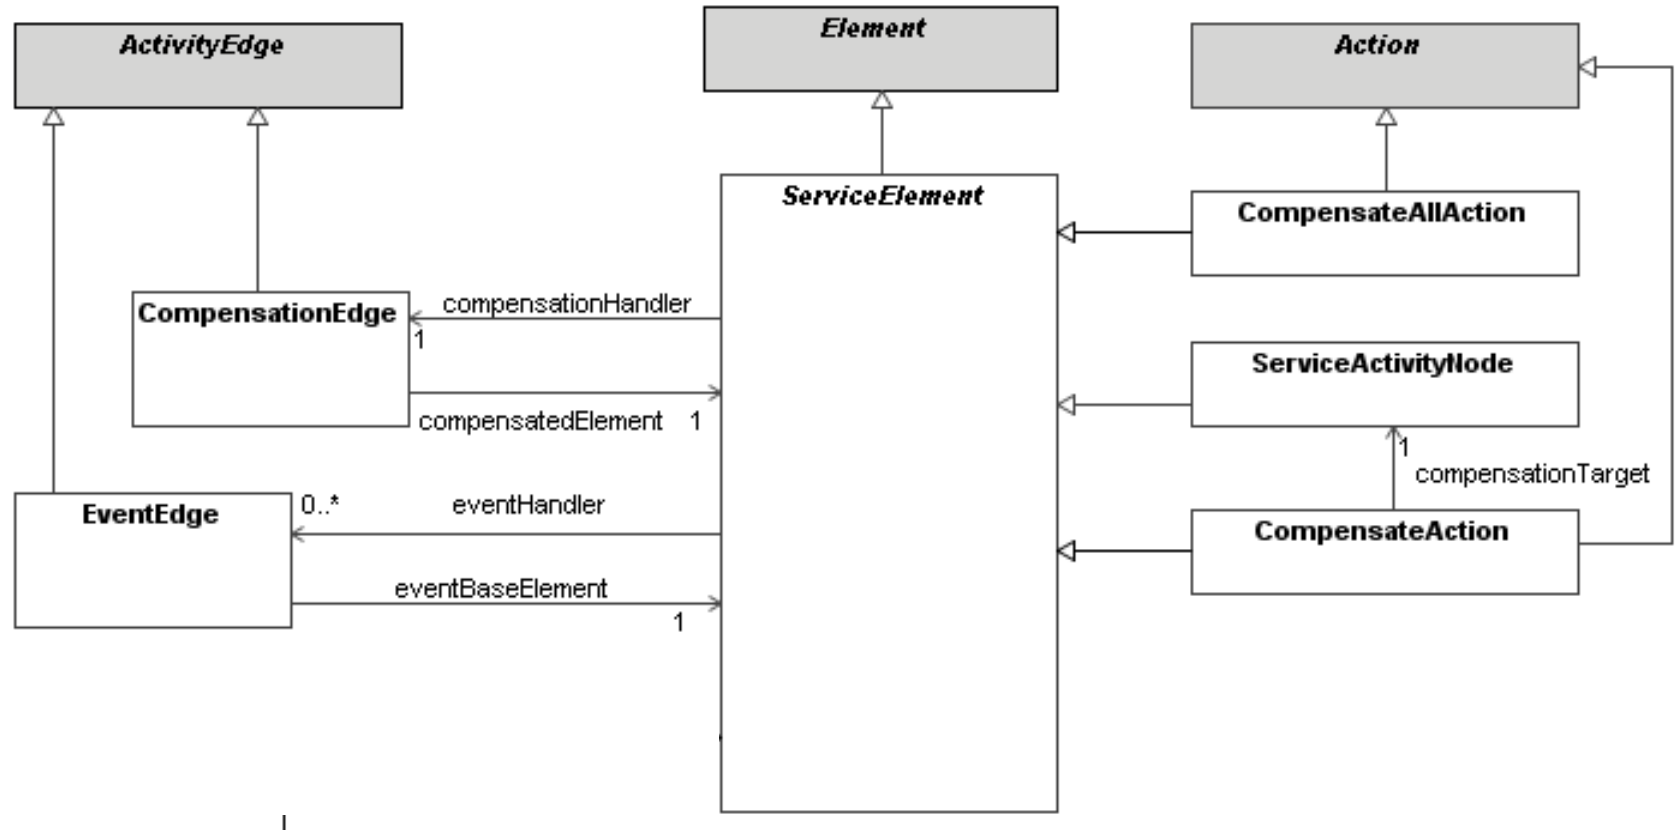 ActivityEdge
Element
Action
ServiceElement
CompensateAllAction
CompensationEdge
compensationHandler
1
compensatedElement 1
ServiceActivityNode
1
compensationTarget
EventEdge
0..*
eventHandler
CompensateAction
eventBaseElement
1